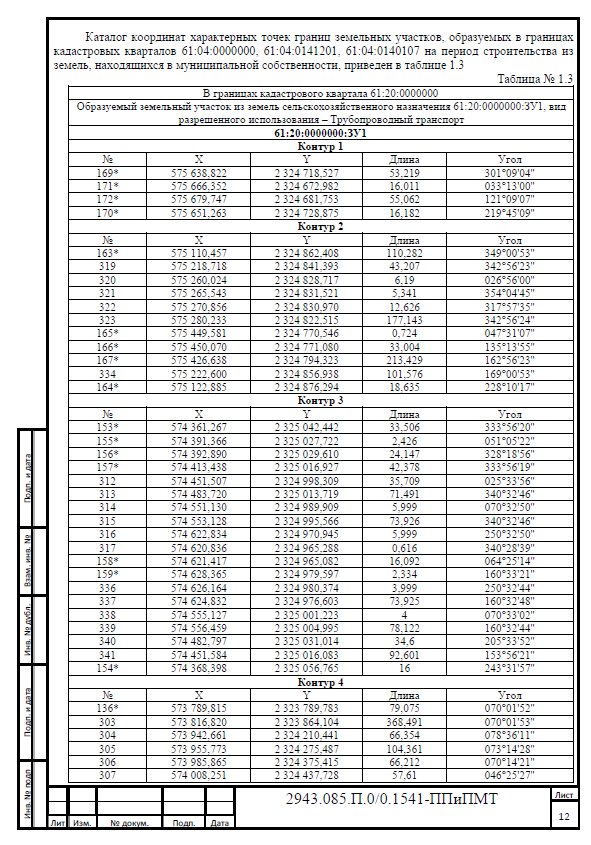 Каталог координат характерных точек границ земельных участков, образуемых в границах
кадастровых кварталов 61:04:0000000, 61:04:0141201, 61:04:0140107 на период строительства из
земель, находящихся в муниципальной собственности, приведен в таблице 1.3
Таблица № 1.3
В границах кадастрового квартала 61:20:0000000
Образуемый земельный участок из земель сельскохозяйственного назначения 61:20:0000000:ЗУ1, вид
разрешенного использования – Трубопроводный транспорт
61:20:0000000:ЗУ1
Контур 1
№ X Y Длина Угол
169* 575 638,822 2 324 718,527 53,219 301°09'04"
171* 575 666,352 2 324 672,982 16,011 033°13'00"
172* 575 679,747 2 324 681,753 55,062 121°09'07"
170* 575 651,263 2 324 728,875 16,182 219°45'09"
Контур 2
№ X Y Длина Угол
163* 575 110,457 2 324 862,408 110,282 349°00'53"
319 575 218,718 2 324 841,393 43,207 342°56'23"
320 575 260,024 2 324 828,717 6,19 026°56'00"
321 575 265,543 2 324 831,521 5,341 354°04'45"
322 575 270,856 2 324 830,970 12,626 317°57'35"
323 575 280,233 2 324 822,515 177,143 342°56'24"
165* 575 449,581 2 324 770,546 0,724 047°31'07"
166* 575 450,070 2 324 771,080 33,004 135°13'55"
167* 575 426,638 2 324 794,323 213,429 162°56'23"
334 575 222,600 2 324 856,938 101,576 169°00'53"
164* 575 122,885 2 324 876,294 18,635 228°10'17"
Контур 3
№ X Y Длина Угол
153* 574 361,267 2 325 042,442 33,506 333°56'20"
155* 574 391,366 2 325 027,722 2,426 051°05'22"
156* 574 392,890 2 325 029,610 24,147 328°18'56"
157* 574 413,438 2 325 016,927 42,378 333°56'19"
312 574 451,507 2 324 998,309 35,709 025°33'56"
313 574 483,720 2 325 013,719 71,491 340°32'46"
314 574 551,130 2 324 989,909 5,999 070°32'50"
315 574 553,128 2 324 995,566 73,926 340°32'46"
316 574 622,834 2 324 970,945 5,999 250°32'50"
317 574 620,836 2 324 965,288 0,616 340°28'39"
158* 574 621,417 2 324 965,082 16,092 064°25'14"
159* 574 628,365 2 324 979,597 2,334 160°33'21"
336 574 626,164 2 324 980,374 3,999 250°32'44"
337 574 624,832 2 324 976,603 73,925 160°32'48"
338 574 555,127 2 325 001,223 4 070°33'02"
339 574 556,459 2 325 004,995 78,122 160°32'44"
340 574 482,797 2 325 031,014 34,6 205°33'52"
341 574 451,584 2 325 016,083 92,601 153°56'21"
154* 574 368,398 2 325 056,765 16 243°31'57"
Контур 4
№ X Y Длина Угол
136* 573 789,815 2 323 789,783 79,075 070°01'52"
303 573 816,820 2 323 864,104 368,491 070°01'53"
304 573 942,661 2 324 210,441 66,354 078°36'11"
305 573 955,773 2 324 275,487 104,361 073°14'28"
306 573 985,865 2 324 375,415 66,212 070°14'21"
307 574 008,251 2 324 437,728 57,61 046°25'27"
Подп. и дата
Взам. инв. №
Инв. № дубл.
Подп. и дата
Инв. № подп
2943.085.П.0/0.1541-ППиПМТ
Лист
12
Лит Изм. № докум. Подп. Дата